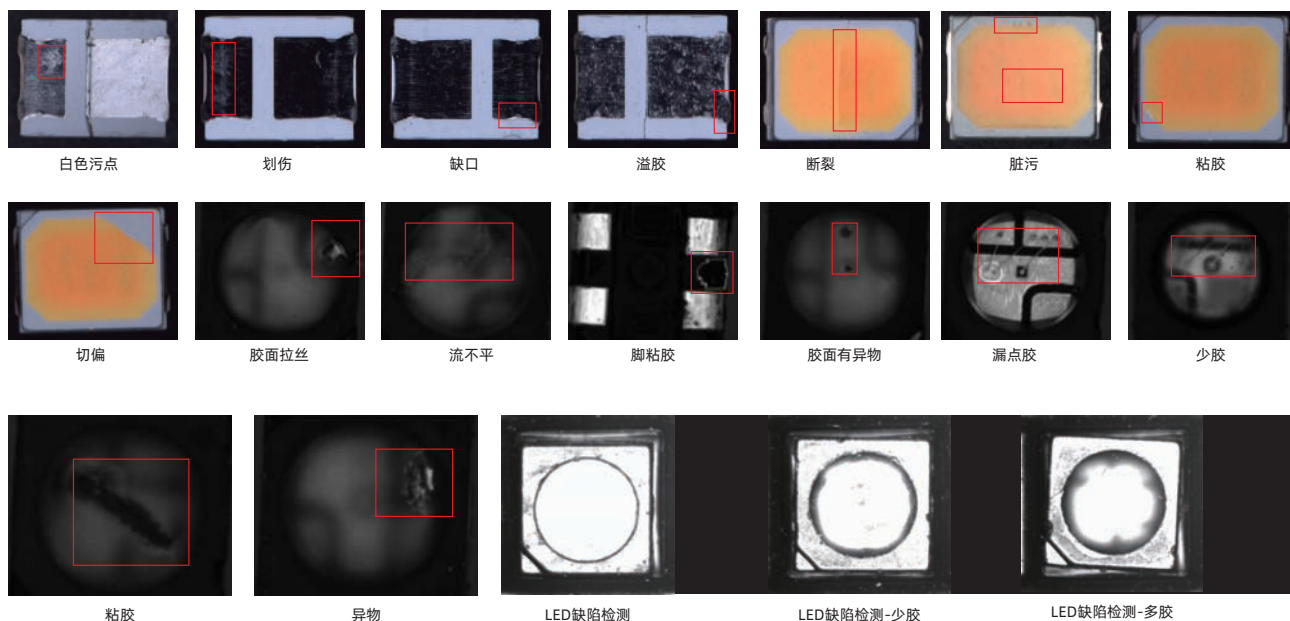 白色污点
划伤
缺口
溢胶
断裂
脏污
粘胶
切偏
胶面拉丝
流不平
脚粘胶
胶面有异物
漏点胶
少胶
粘胶
异物
LED缺陷检测
LED缺陷检测-少胶
LED缺陷检测-多胶